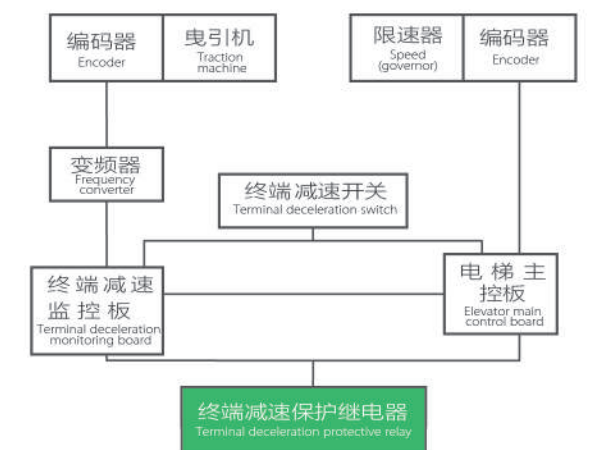 编码器
Encoder
曳引机
Traction
machine
限速器
Speed
(governor)
编码器
Encoder
变频器
Frequency
converter
终端减速开关
Terminal deceleration switch
终端减速
监控板
Terminal deceleration
monitoring board
电梯主
控板
Elevator main
control board
终端减速保护继电器
Terminal deceleration protective relay